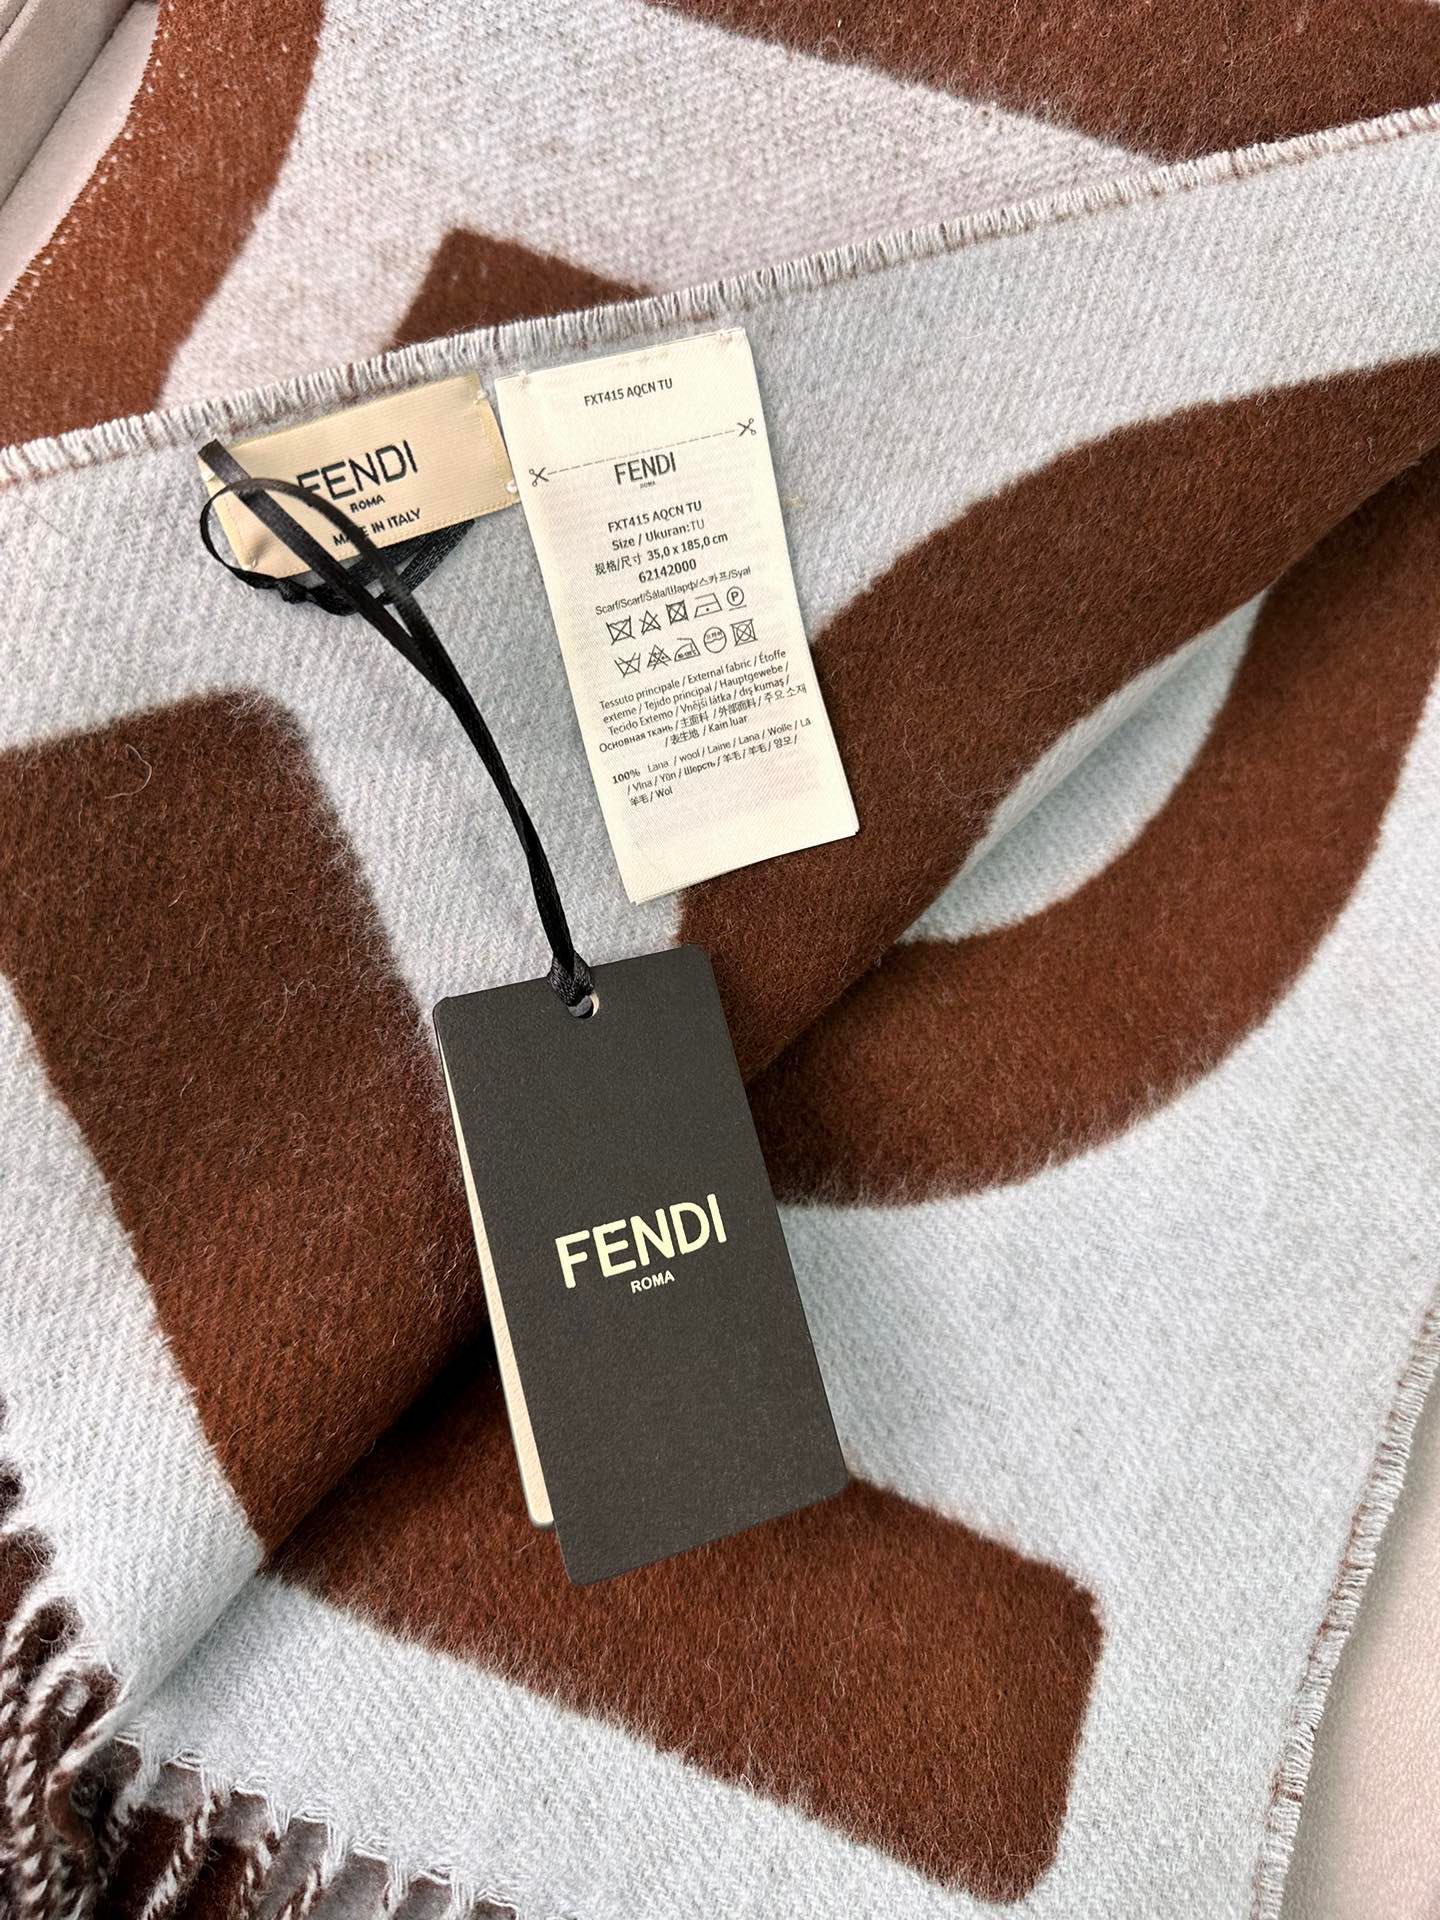 FENDI
ROMA
MADE IN ITALY
FXT415 AQCN TU
FENDI
ROMA
FXT415 AQCN TU
Size / Ukuran:TU
规格/尺寸 35,0 x 185,0 cm
62142000
Scarf/Scarf/Šála/Шарф/스카프/Syal
P
Tessuto principale / External fabric / Étoffe
externe / Tejido principal / Hauptgewebe /
Tecido Externo / Vnější látka / dış kumaş /
Основная ткань / 主面料 / 外部面料 / 주요 소재
/ 表生地 / Kain luar
100% Lana / wool / Laine / Lana / Wolle / Lã
/ Vlna / Yün / Шерсть / 羊毛 / 羊毛 / 양모 /
羊毛 / Wol
FENDI
ROMA